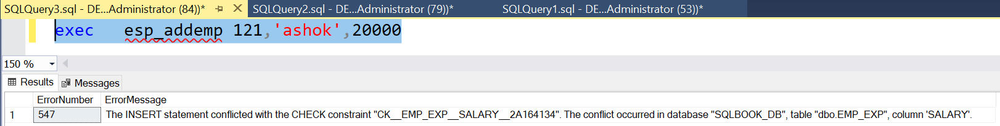 SQLQuery3.sql - DE...Administrator (84))* SQLQuery2.sql - DE...Administrator (79))* SQLQuery1.sql - DE...Administrator (53))*
exec esp_addemp 121,'ashok',20000
150 %
Results Messages
ErrorNumber ErrorMessage
1 547 The INSERT statement conflicted with the CHECK constraint "CK__EMP_EXP__SALARY__2A164134". The conflict occurred in database "SQLBOOK_DB", table "dbo.EMP_EXP", column 'SALARY'.